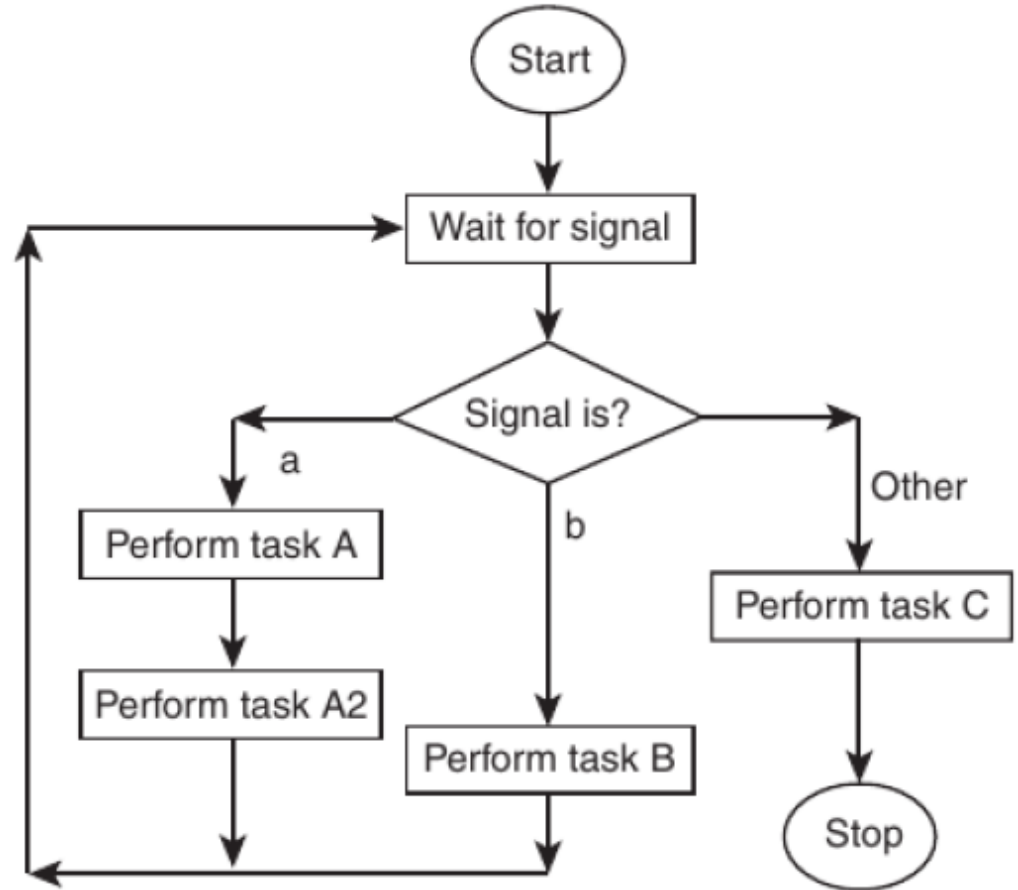 Start
Wait for signal
Signal is?
a
Other
b
Perform task A
Perform task C
Perform task A2
Perform task B
Stop